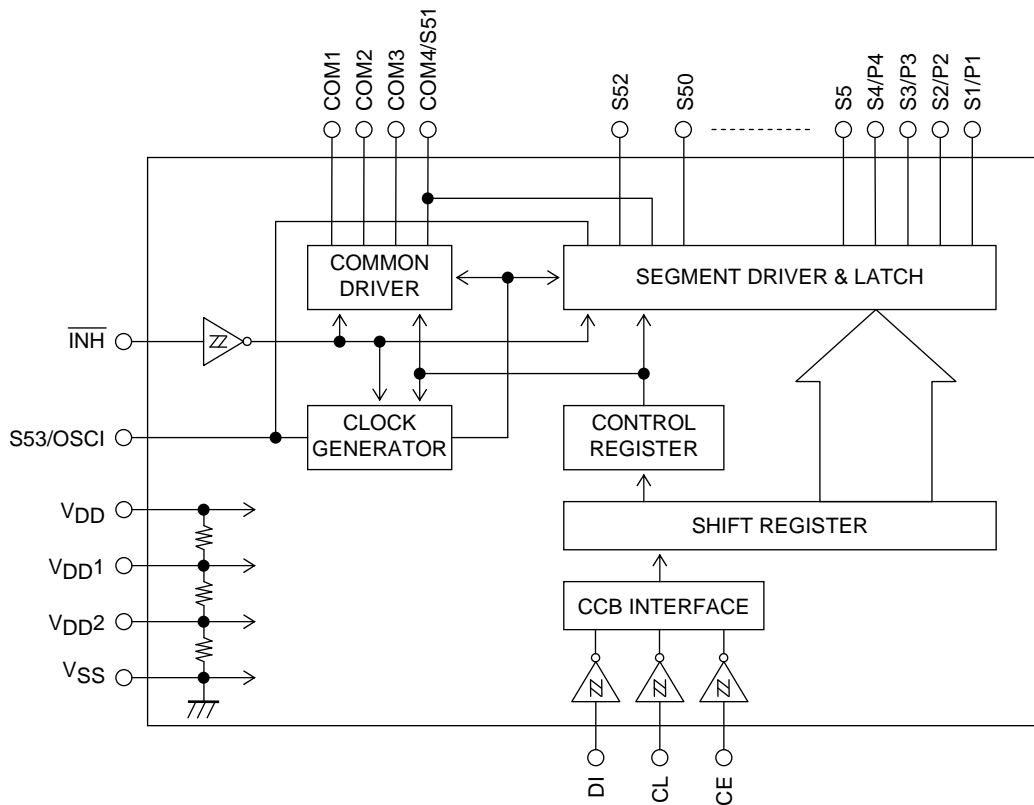 COM1
COM2
COM3
COM4/S51
S52
S50
S5
S4/P4
S3/P3
S2/P2
S1/P1
COMMON
DRIVER
SEGMENT DRIVER & LATCH
INH
CLOCK
GENERATOR
CONTROL
REGISTER
S53/OSCI
VDD
SHIFT REGISTER
VDD1
CCB INTERFACE
VDD2
VSS
DI
CL
CE